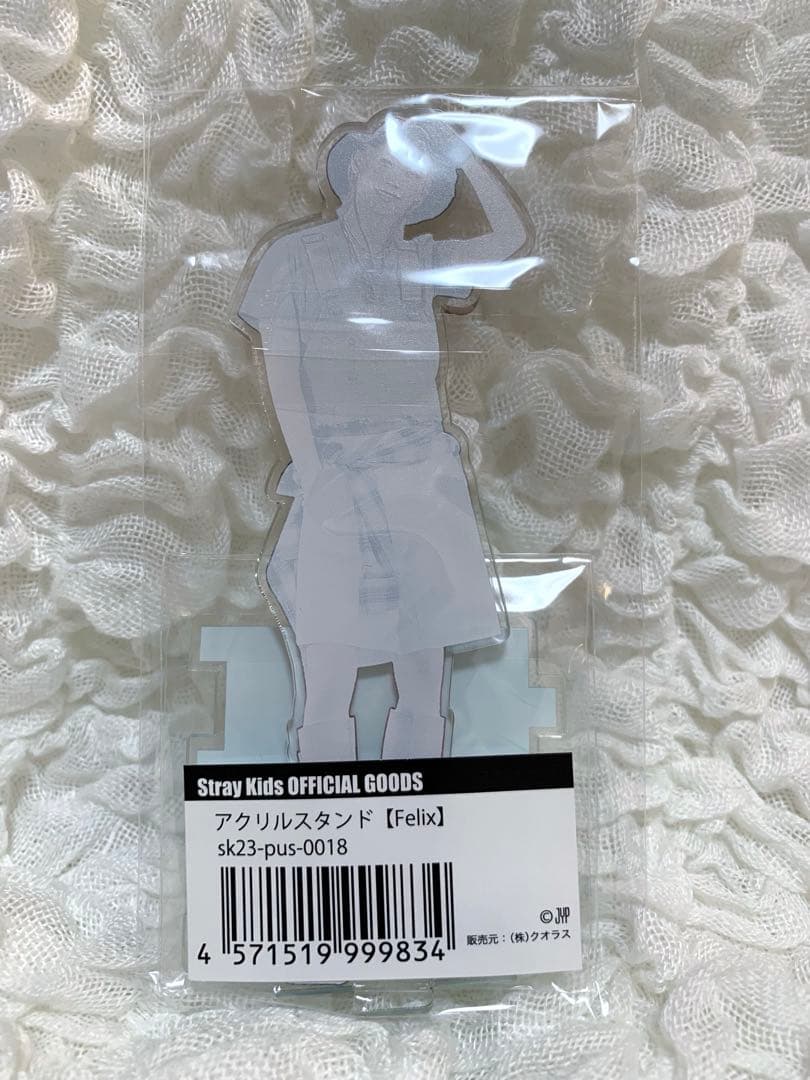 Stray Kids OFFICIAL GOODS
アクリルスタンド【Felix】
sk23-pus-0018
© JYP
4 571519 999834
販売元：(株)クオラス